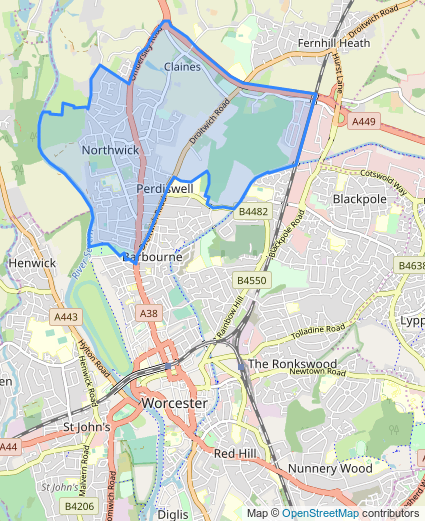 Ombersley Road
Fernhill Heath
Droitwich Road
Claines
Hurst Lane
Droitwich Road
A449
Northwick
Cotswold Way
Perdiswell
Blackpole
B4482
Blackpole Road
Henwick
Barbourne
B4638
B4550
A443
A38
Rainbow Hill
Lypp
Tolladine Road
Hylton Road
Henwick Road
The Ronkswood
Newtown Road
en
Worcester
St John's
A44
Red Hill
Malvern Road
Nunnery Wood
St John's
B4206
Bromwich Road
Diglis
Map © OpenStreetMap contributors